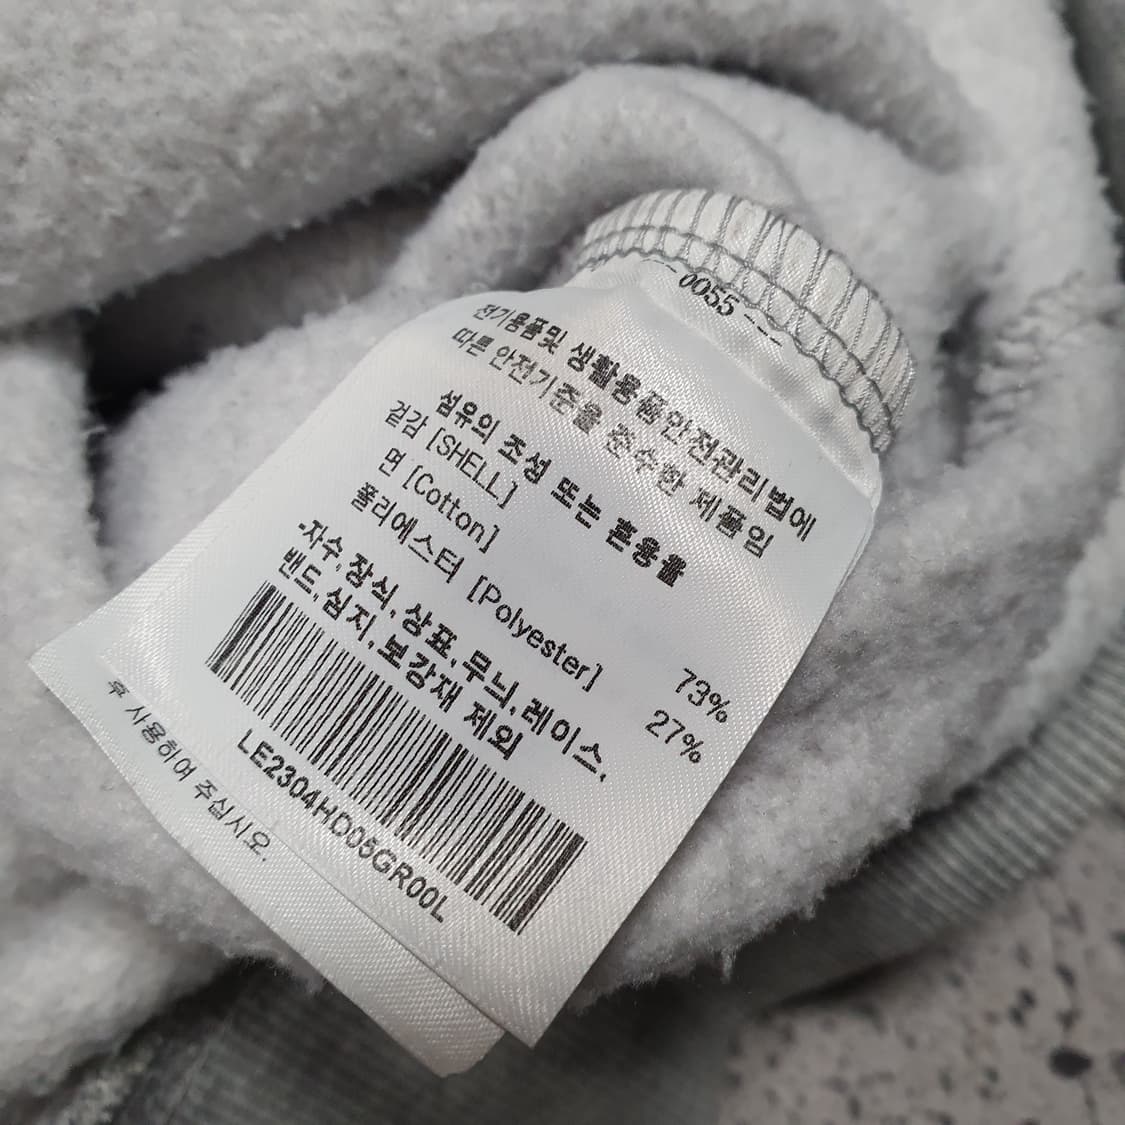 0055
전기용품및 생활용품안전관리법에
따른 안전기준을 준수한 제품임
섬유의 조성 또는 혼용률
겉감 [SHELL]
면 [Cotton] 73%
폴리에스터 [Polyester] 27%
-자수,장식,상표,무늬,레이스,
밴드,심지,보강재 제외
LE2304HD05GR00L
후 사용하여 주십시오.